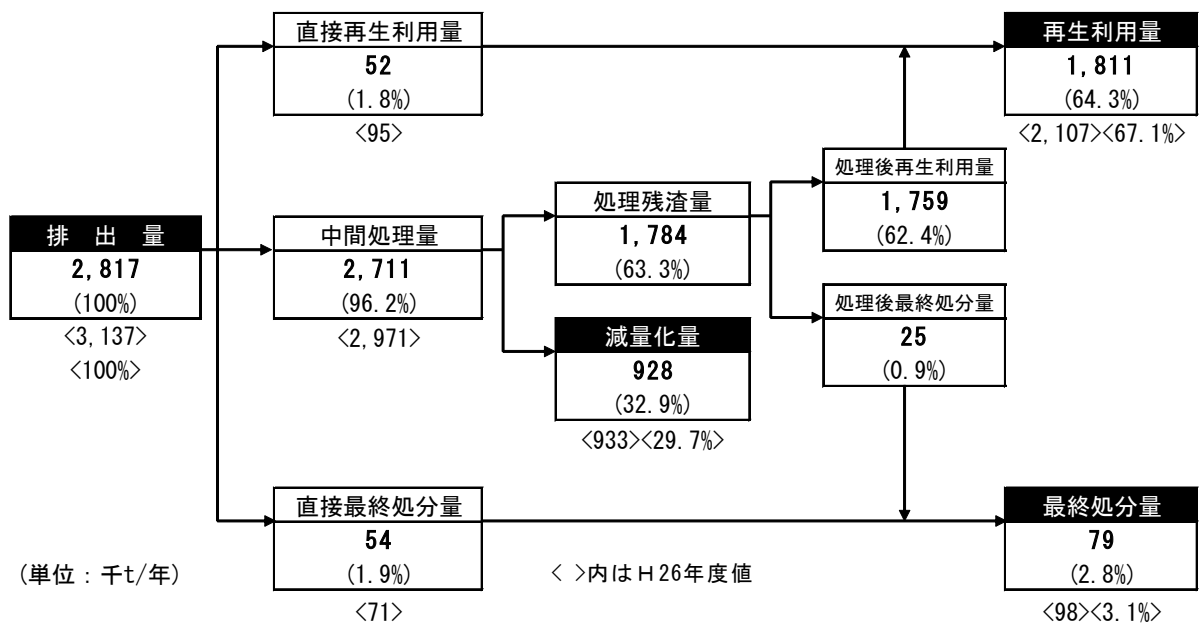 直接再生利用量
52
(1.8%)
<95>
再生利用量
1,811
(64.3%)
<2,107><67.1%>
処理後再生利用量
1,759
(62.4%)
処理残渣量
1,784
(63.3%)
排 出 量
2,817
(100%)
<3,137>
<100%>
中間処理量
2,711
(96.2%)
<2,971>
処理後最終処分量
25
(0.9%)
減量化量
928
(32.9%)
<933><29.7%>
直接最終処分量
54
(1.9%)
<71>
最終処分量
79
(2.8%)
<98><3.1%>
(単位：千t/年)
< >内はH26年度値